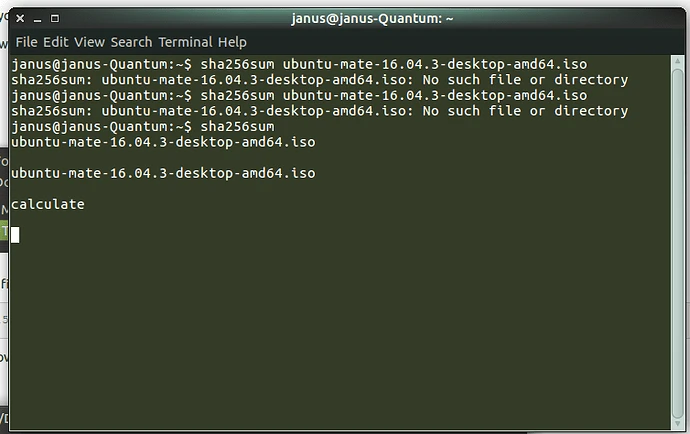 janus@janus-Quantum: ~
File Edit View Search Terminal Help
janus@janus-Quantum:~$ sha256sum ubuntu-mate-16.04.3-desktop-amd64.iso
sha256sum: ubuntu-mate-16.04.3-desktop-amd64.iso: No such file or directory
janus@janus-Quantum:~$ sha256sum ubuntu-mate-16.04.3-desktop-amd64.iso
sha256sum: ubuntu-mate-16.04.3-desktop-amd64.iso: No such file or directory
janus@janus-Quantum:~$ sha256sum
ubuntu-mate-16.04.3-desktop-amd64.iso
ubuntu-mate-16.04.3-desktop-amd64.iso
calculate